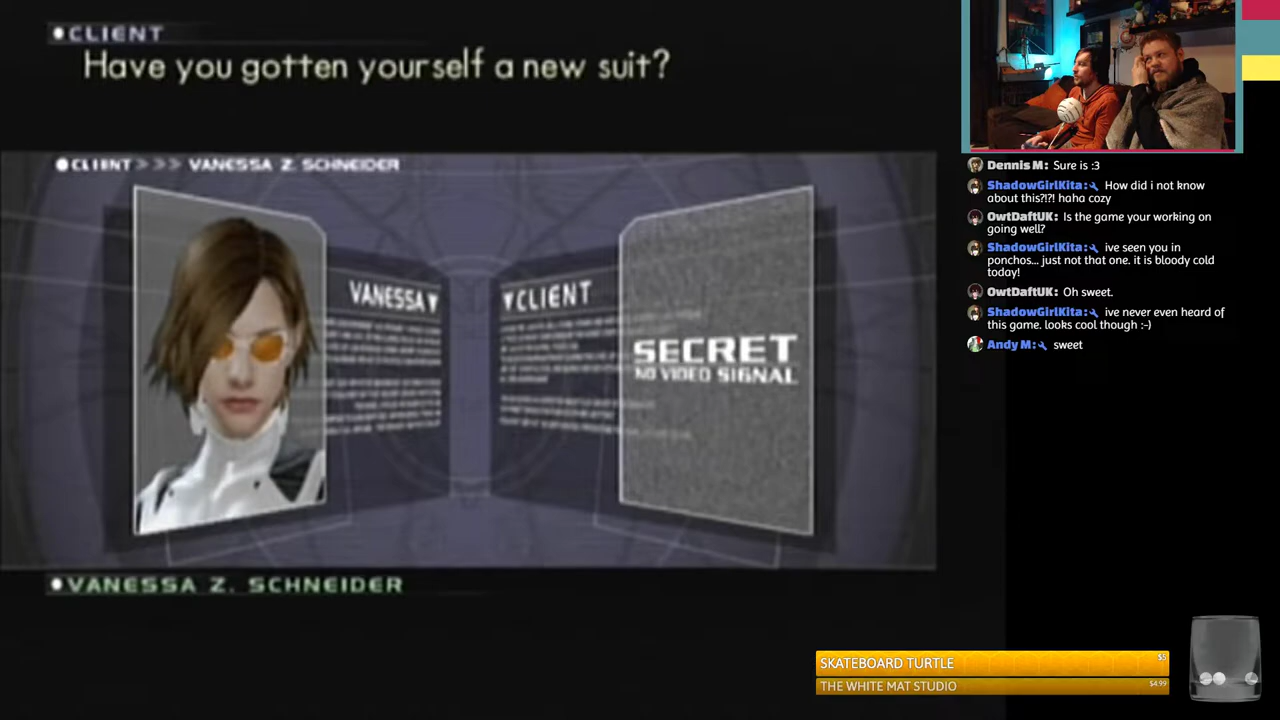 CLIENT
Have you gotten yourself a new suit?
CLIENT >>> VANESSA Z. SCHNEIDER
VANESSA
CLIENT
SECRET
NO VIDEO SIGNAL
VANESSA Z. SCHNEIDER
Dennis M: Sure is :3
ShadowGirlKita: How did i not know
about this?!?! haha cozy
OwtDaftUK: Is the game your working on
going well?
ShadowGirlKita: ive seen you in
ponchos... just not that one. it is bloody cold
today!
OwtDaftUK: Oh sweet.
ShadowGirlKita: ive never even heard of
this game. looks cool though :-)
Andy M: sweet
SKATEBOARD TURTLE $5
THE WHITE MAT STUDIO $4.99